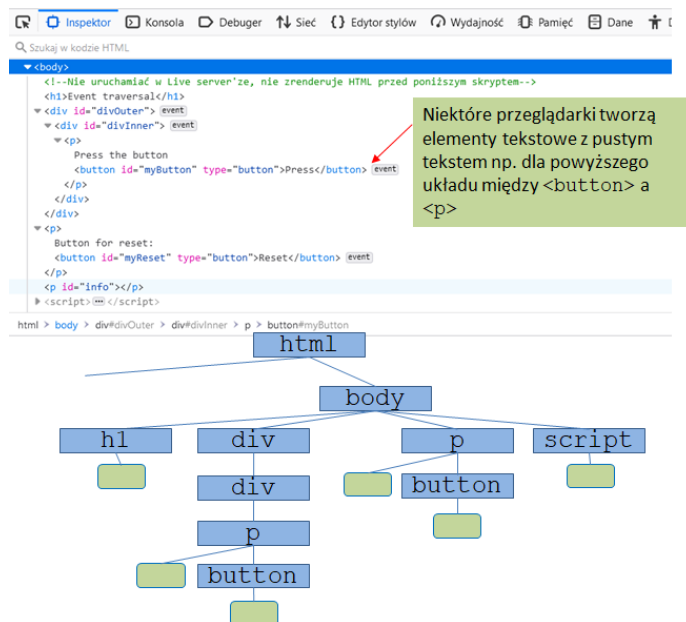 Inspektor Konsola Debuger Sieć Edytor stylów Wydajność Pamięć Dane
Szukaj w kodzie HTML
<body>
<!--Nie uruchamiać w Live server'ze, nie zrenderuje HTML przed poniższym skryptem-->
<h1>Event traversal</h1>
<div id="divOuter"> event
<div id="divInner"> event
<p>
Press the button
<button id="myButton" type="button">Press</button> event
</p>
</div>
</div>
<p>
Button for reset:
<button id="myReset" type="button">Reset</button> event
</p>
<p id="info"></p>
<script>⋯</script>
Niektóre przeglądarki tworzą
elementy tekstowe z pustym
tekstem np. dla powyższego
układu między <button> a
<p>
html > body > div#divOuter > div#divInner > p > button#myButton
html
body
h1 div p script
div button
p
button